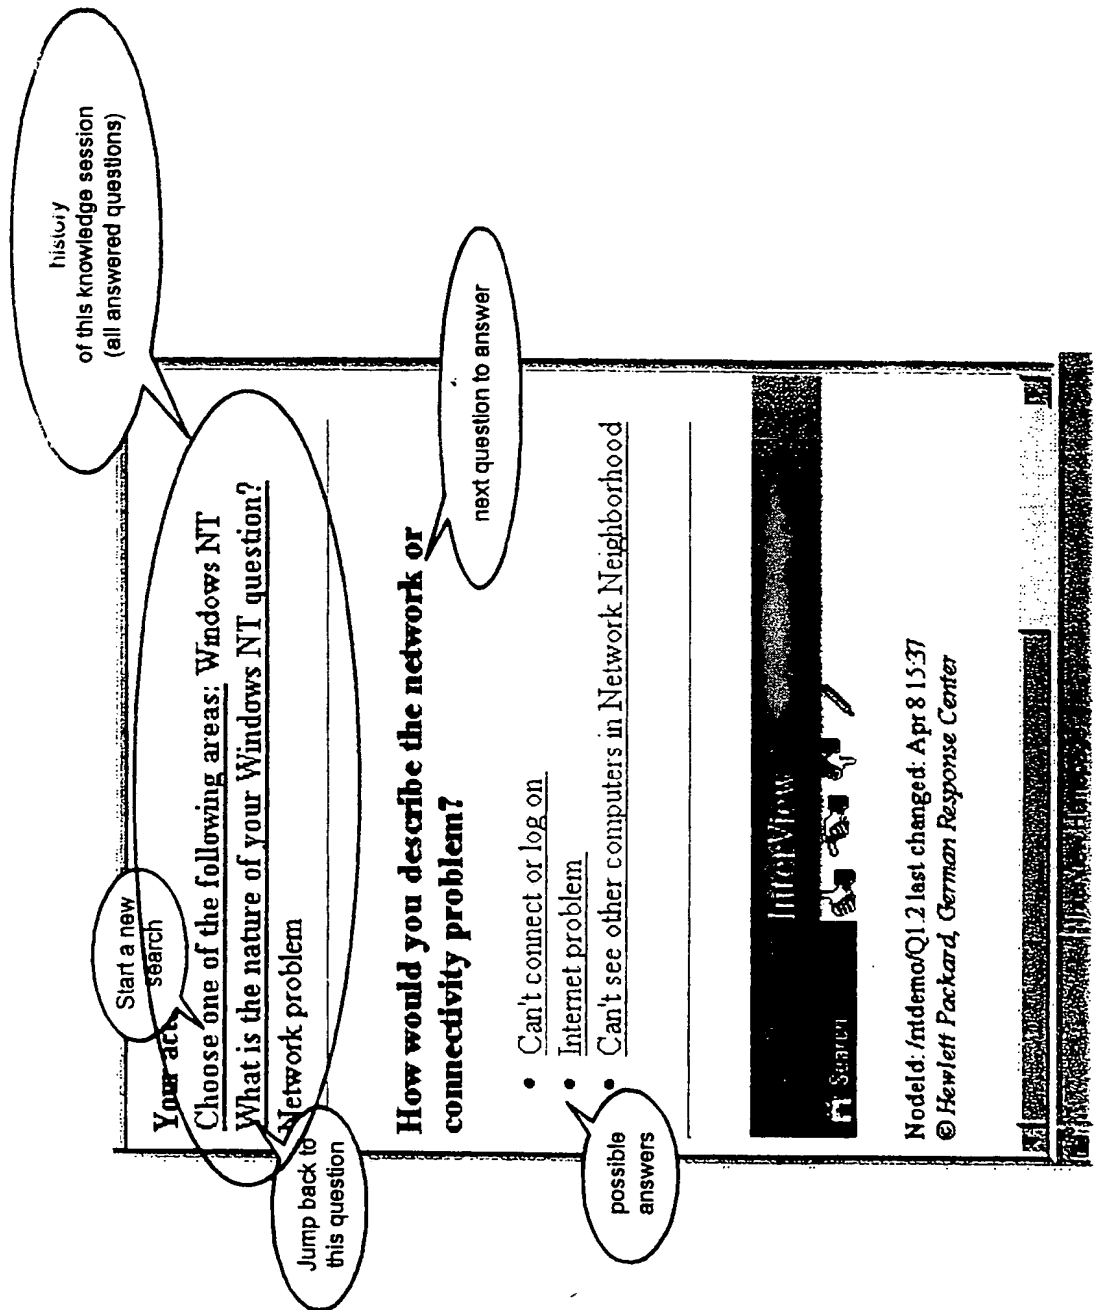 history
of this knowledge session
(all answered questions)
Start a new
search
Your
Choose one of the following areas: Windows NT
What is the nature of your Windows NT question?
Network problem
Jump back to
this question
How would you describe the network or
connectivity problem?
next question to answer
Can't connect or log on
Internet problem
Can't see other computers in Network Neighborhood
possible
answers
Search
InterView
NodeId: /ntdemo/Q1.2 last changed: Apr 8 15:37
© Hewlett Packard, German Response Center